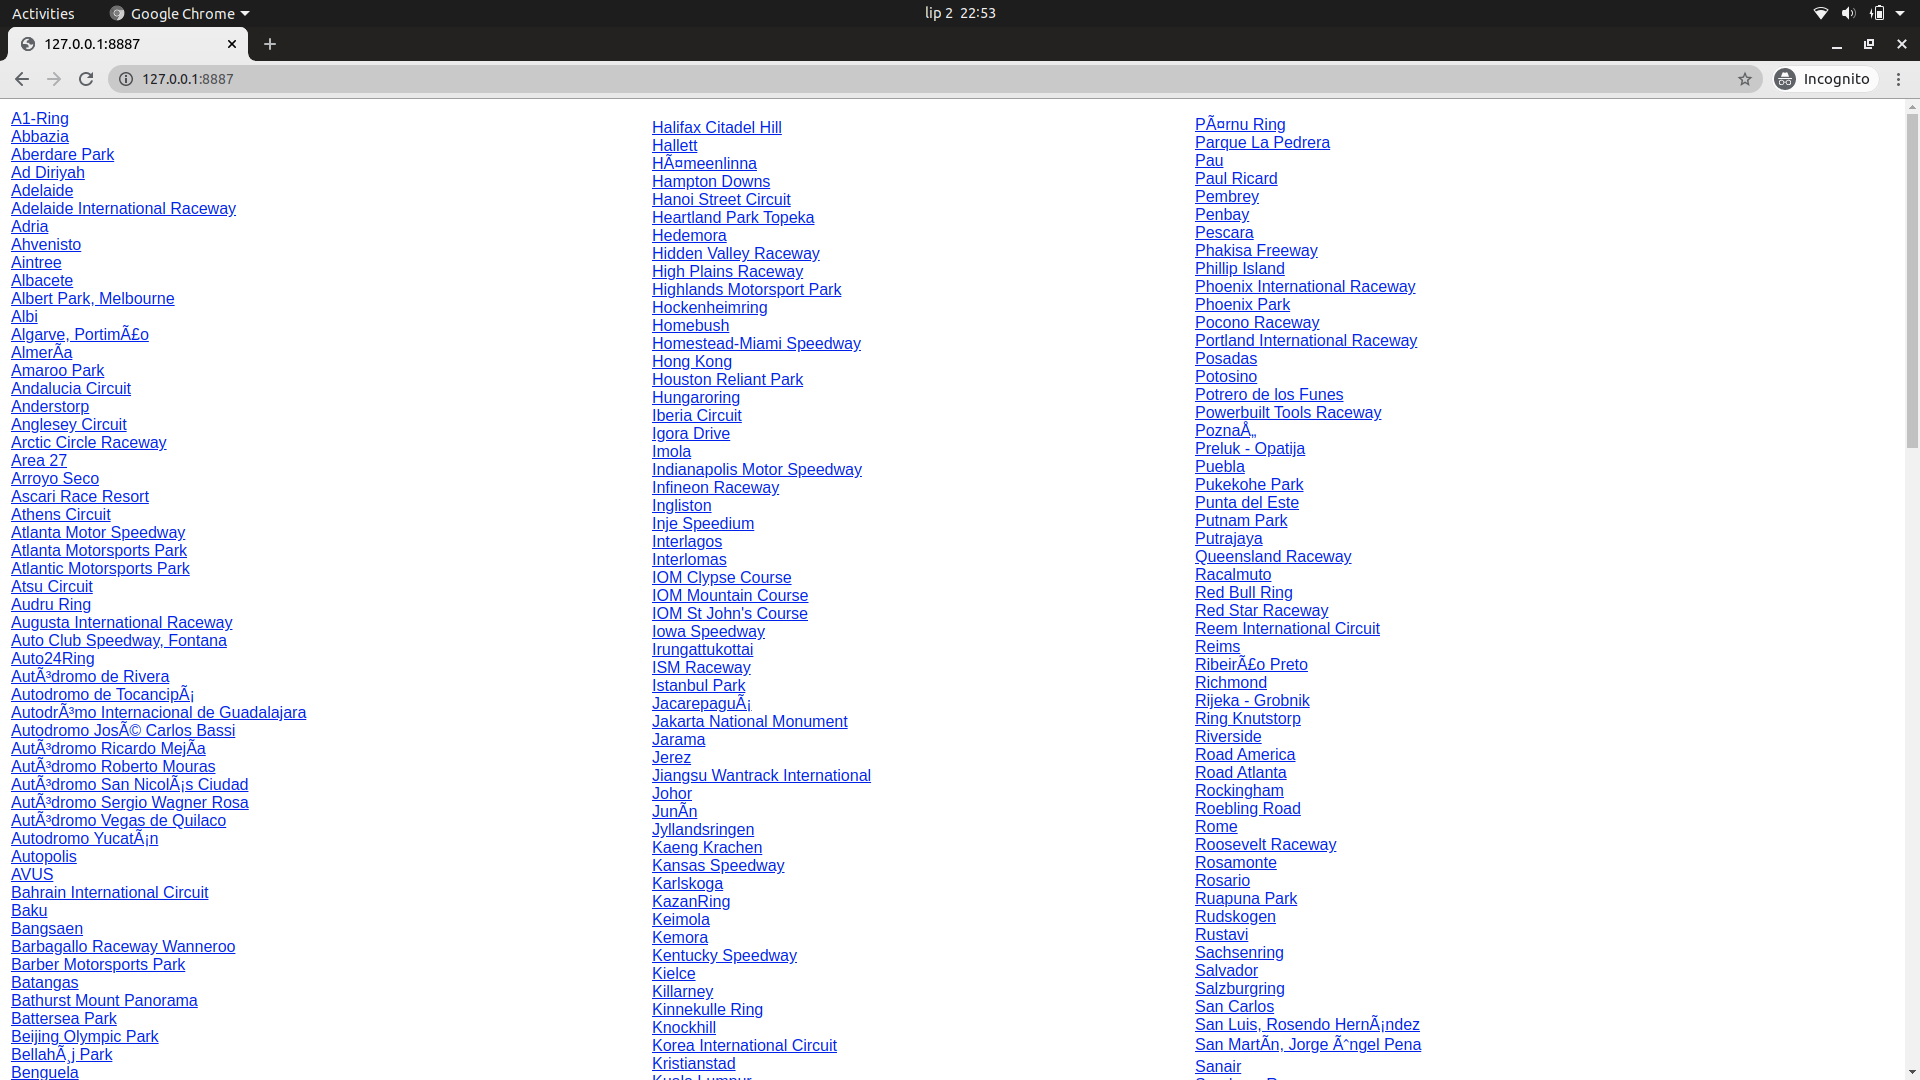 Activities
Google Chrome
lip 2 22:53
127.0.0.1:8887
127.0.0.1:8887
Incognito
A1-Ring
Abbazia
Aberdare Park
Ad Diriyah
Adelaide
Adelaide International Raceway
Adria
Ahvenisto
Aintree
Albacete
Albert Park, Melbourne
Albi
Algarve, PortimÃ£o
AlmerÃa
Amaroo Park
Andalucia Circuit
Anderstorp
Anglesey Circuit
Arctic Circle Raceway
Area 27
Arroyo Seco
Ascari Race Resort
Athens Circuit
Atlanta Motor Speedway
Atlanta Motorsports Park
Atlantic Motorsports Park
Atsu Circuit
Audru Ring
Augusta International Raceway
Auto Club Speedway, Fontana
Auto24Ring
AutÃ³dromo de Rivera
Autodromo de TocancipÃ¡
AutodrÃ³mo Internacional de Guadalajara
Autodromo JosÃ© Carlos Bassi
AutÃ³dromo Ricardo MejÃa
AutÃ³dromo Roberto Mouras
AutÃ³dromo San NicolÃ¡s Ciudad
AutÃ³dromo Sergio Wagner Rosa
AutÃ³dromo Vegas de Quilaco
Autodromo YucatÃ¡n
Autopolis
AVUS
Bahrain International Circuit
Baku
Bangsaen
Barbagallo Raceway Wanneroo
Barber Motorsports Park
Batangas
Bathurst Mount Panorama
Battersea Park
Beijing Olympic Park
BellahÃ¸j Park
Benguela
Halifax Citadel Hill
Hallett
HÃ¤meenlinna
Hampton Downs
Hanoi Street Circuit
Heartland Park Topeka
Hedemora
Hidden Valley Raceway
High Plains Raceway
Highlands Motorsport Park
Hockenheimring
Homebush
Homestead-Miami Speedway
Hong Kong
Houston Reliant Park
Hungaroring
Iberia Circuit
Igora Drive
Imola
Indianapolis Motor Speedway
Infineon Raceway
Ingliston
Inje Speedium
Interlagos
Interlomas
IOM Clypse Course
IOM Mountain Course
IOM St John's Course
Iowa Speedway
Irungattukottai
ISM Raceway
Istanbul Park
JacarepaguÃ¡
Jakarta National Monument
Jarama
Jerez
Jiangsu Wantrack International
Johor
JunÃn
Jyllandsringen
Kaeng Krachen
Kansas Speedway
Karlskoga
KazanRing
Keimola
Kemora
Kentucky Speedway
Kielce
Killarney
Kinnekulle Ring
Knockhill
Korea International Circuit
Kristianstad
Kuala Lumpur
PÃ¤rnu Ring
Parque La Pedrera
Pau
Paul Ricard
Pembrey
Penbay
Pescara
Phakisa Freeway
Phillip Island
Phoenix International Raceway
Phoenix Park
Pocono Raceway
Portland International Raceway
Posadas
Potosino
Potrero de los Funes
Powerbuilt Tools Raceway
PoznaÅ„
Preluk - Opatija
Puebla
Pukekohe Park
Punta del Este
Putnam Park
Putrajaya
Queensland Raceway
Racalmuto
Red Bull Ring
Red Star Raceway
Reem International Circuit
Reims
RibeirÃ£o Preto
Richmond
Rijeka - Grobnik
Ring Knutstorp
Riverside
Road America
Road Atlanta
Rockingham
Roebling Road
Rome
Roosevelt Raceway
Rosamonte
Rosario
Ruapuna Park
Rudskogen
Rustavi
Sachsenring
Salvador
Salzburgring
San Carlos
San Luis, Rosendo HernÃ¡ndez
San MartÃn, Jorge Ãˆngel Pena
Sanair